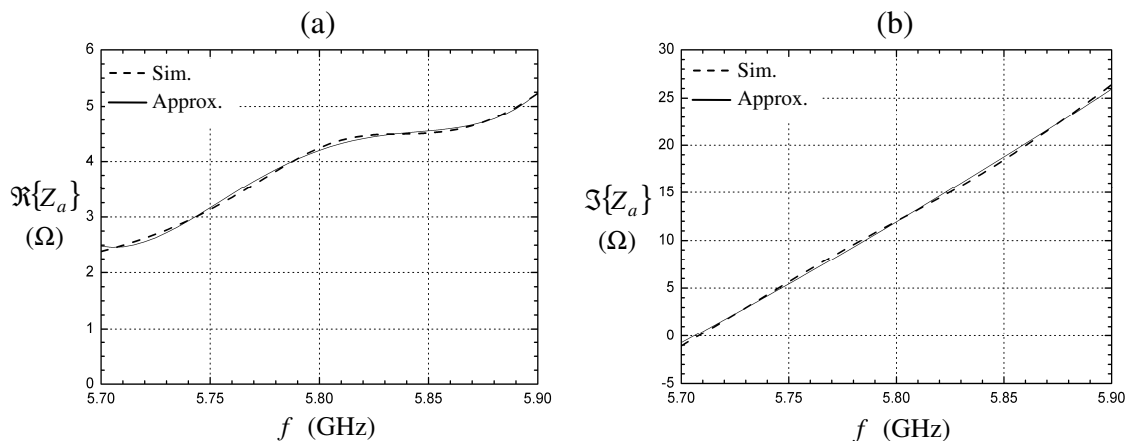 (a)
6
5
4
3
2
1
0
ℜ{Z_a}
(Ω)
Sim.
Approx.
5.70 5.75 5.80 5.85 5.90
f (GHz)
(b)
30
25
20
15
10
5
0
-5
ℑ{Z_a}
(Ω)
Sim.
Approx.
5.70 5.75 5.80 5.85 5.90
f (GHz)